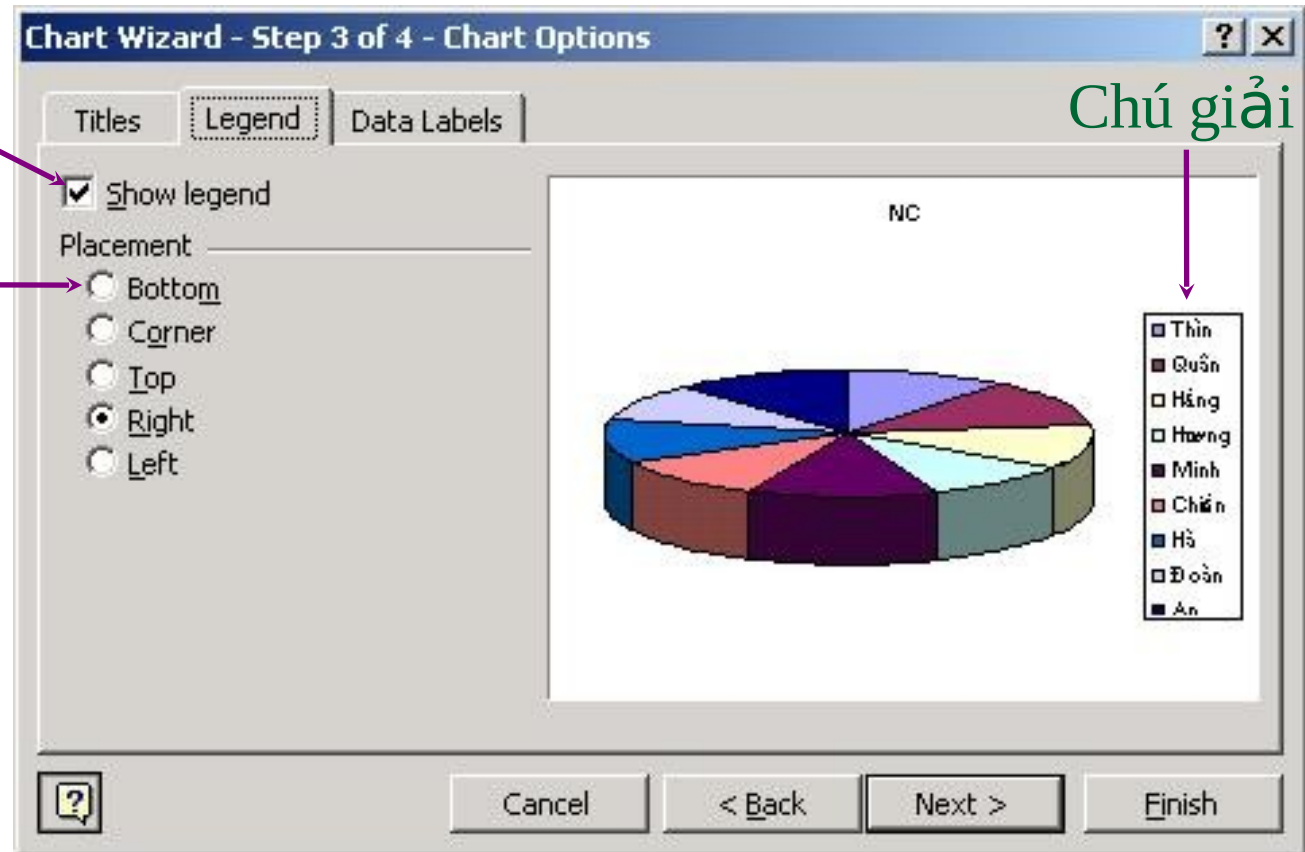 Chart Wizard - Step 3 of 4 - Chart Options
Chú giải
Titles
Legend
Data Labels
Show legend
Placement
Bottom
Corner
Top
Right
Left
NC
Thìn
Quân
Hằng
Hương
Minh
Chiến
Hà
Đoàn
An
Cancel
< Back
Next >
Finish